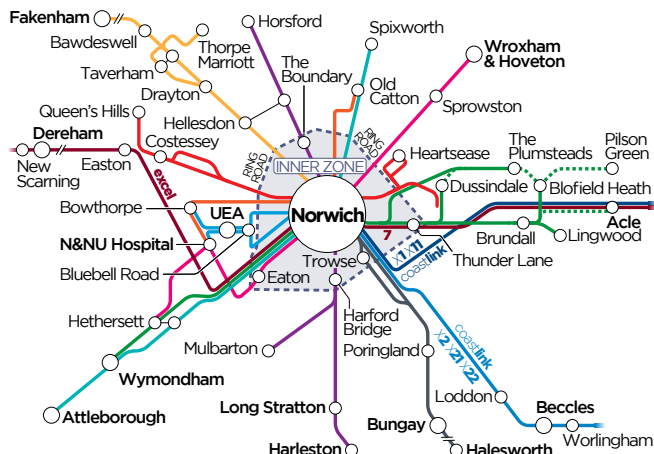 Fakenham
Horsford
Spixworth
Bawdeswell
Thorpe
Marriott
The
Boundary
Wroxham
& Hoveton
Taverham
Old
Catton
Drayton
Sprowston
Queen's Hills
Hellesdon
RING
ROAD
The
Plumsteads
Pilson
Green
Dereham
Costessey
RING
ROAD
INNER ZONE
Heartsease
New
Scarning
Easton
excel
Dussindale
Blofield Heath
Bowthorpe
UEA
Norwich
Acle
7
Brundall
N&NU Hospital
X1 X11
coastlink
Lingwood
Bluebell Road
Eaton
Trowse
Thunder Lane
Hethersett
Harford
Bridge
coastlink
X2 X21 X22
Mulbarton
Poringland
Wymondham
Loddon
Attleborough
Long Stratton
Bungay
Beccles
Worlingham
Harleston
Halesworth